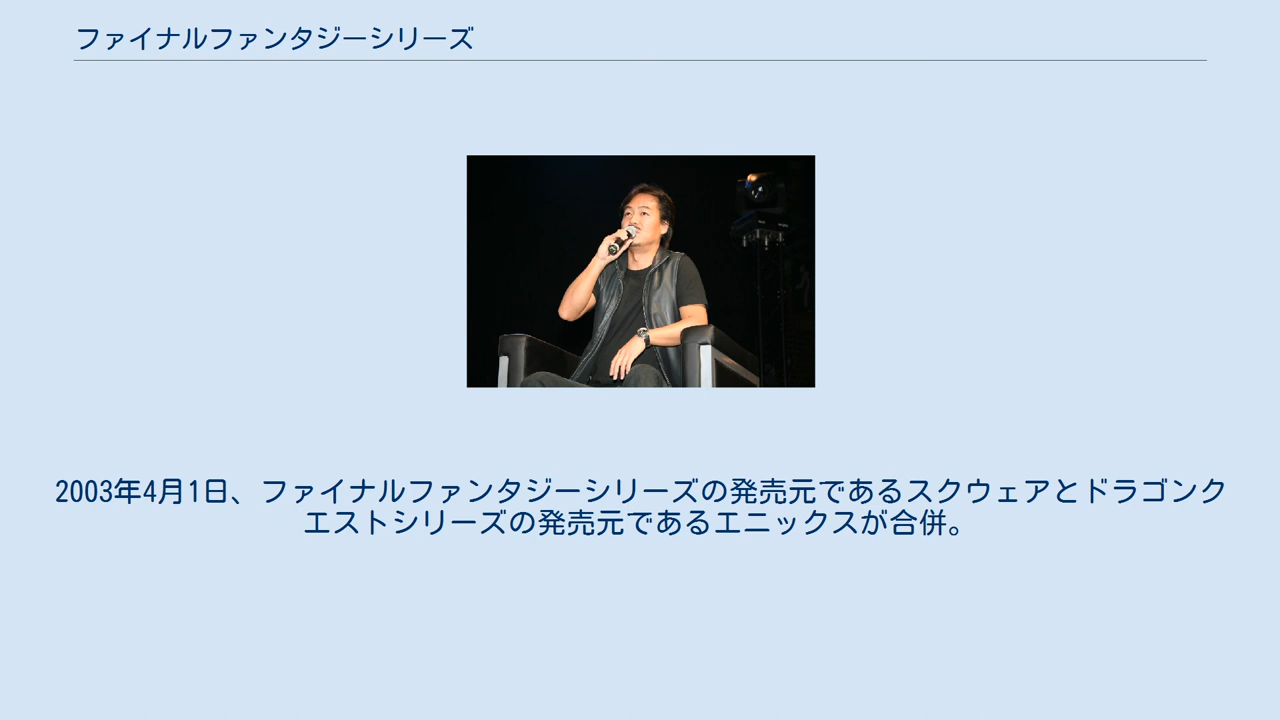 ファイナルファンタジーシリーズ
2003年4月1日、ファイナルファンタジーシリーズの発売元であるスクウェアとドラゴンク
エストシリーズの発売元であるエニックスが合併。